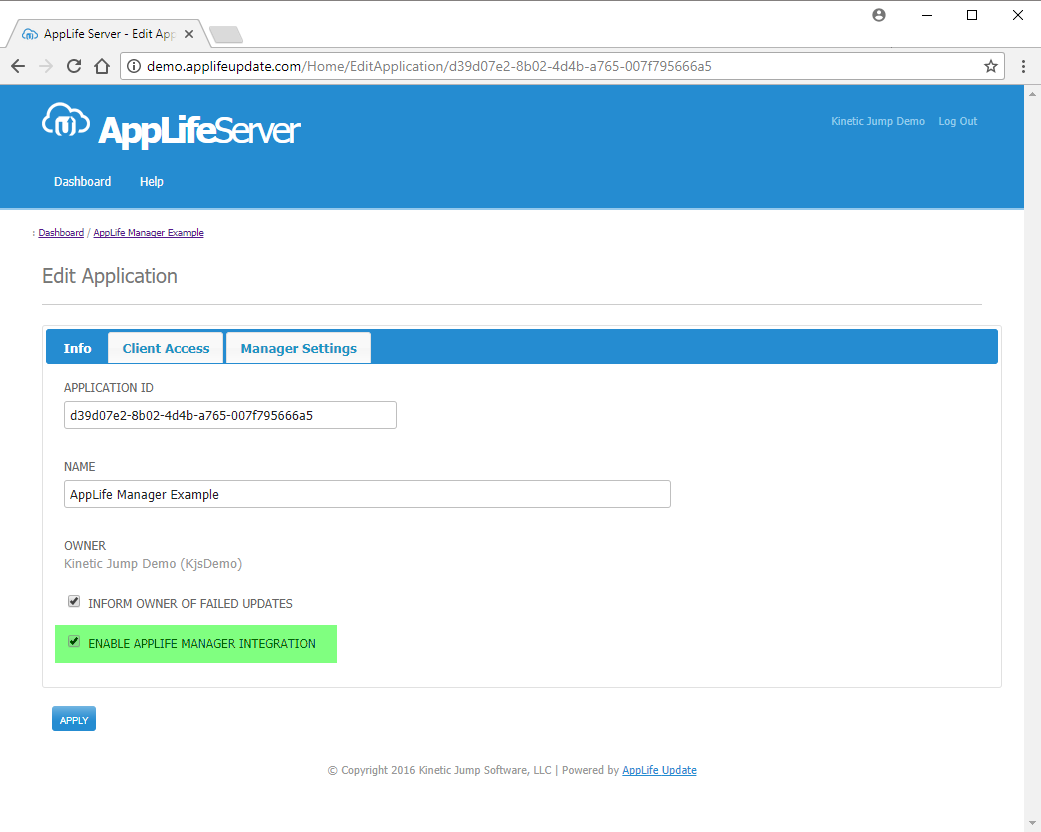 AppLife Server - Edit App
demo.applifeupdate.com/Home/EditApplication/d39d07e2-8b02-4d4b-a765-007f795666a5
AppLifeServer
Kinetic Jump Demo Log Out
Dashboard Help
: Dashboard / AppLife Manager Example
Edit Application
Info Client Access Manager Settings
APPLICATION ID
d39d07e2-8b02-4d4b-a765-007f795666a5
NAME
AppLife Manager Example
OWNER
Kinetic Jump Demo (KjsDemo)
INFORM OWNER OF FAILED UPDATES
ENABLE APPLIFE MANAGER INTEGRATION
APPLY
© Copyright 2016 Kinetic Jump Software, LLC | Powered by AppLife Update